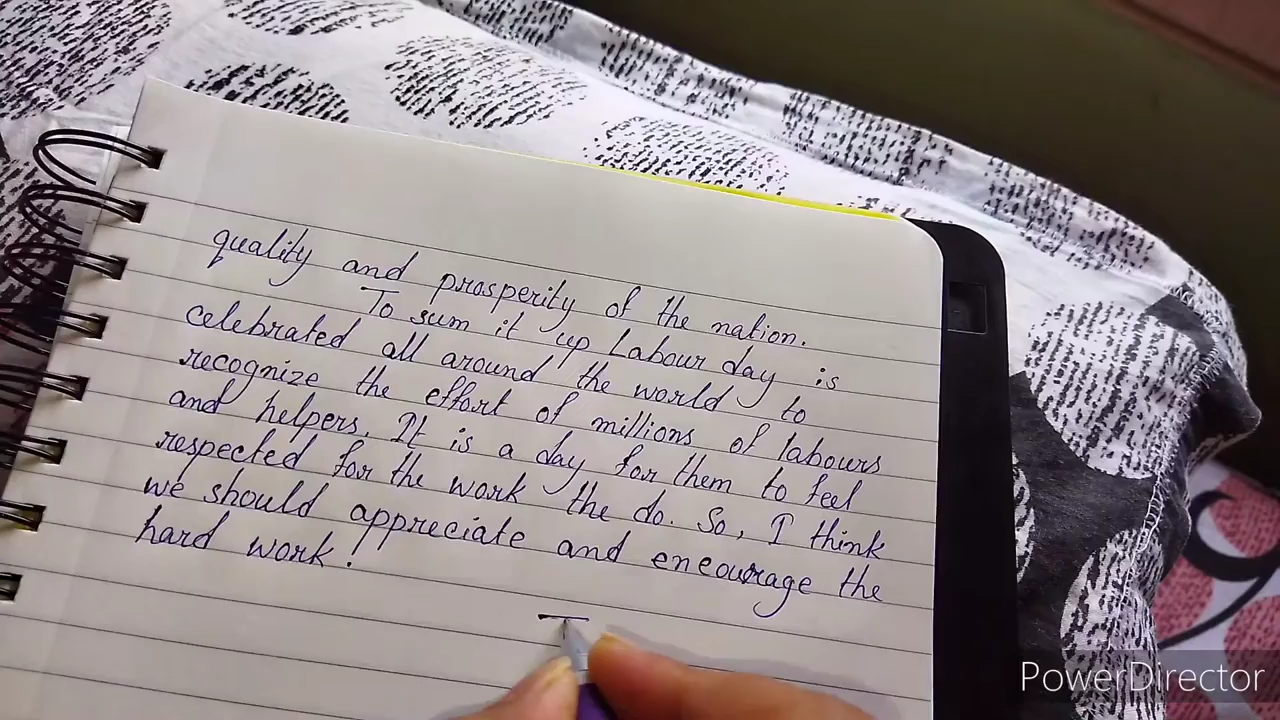 quality and prosperity of the nation.
To sum it up Labour day is
celebrated all around the world to
recognize the effort of millions of labours
and helpers. It is a day for them to feel
respected for the work the do. So, I think
we should appreciate and encourage the
hard work!
T
PowerDirector